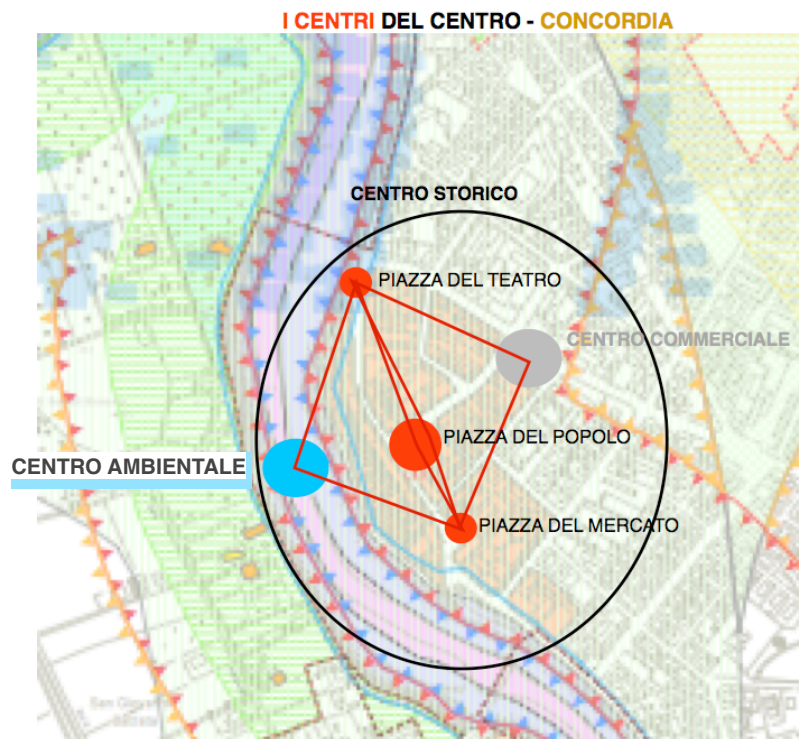 I CENTRI DEL CENTRO - CONCORDIA
CENTRO STORICO
PIAZZA DEL TEATRO
CENTRO COMMERCIALE
PIAZZA DEL POPOLO
CENTRO AMBIENTALE
PIAZZA DEL MERCATO